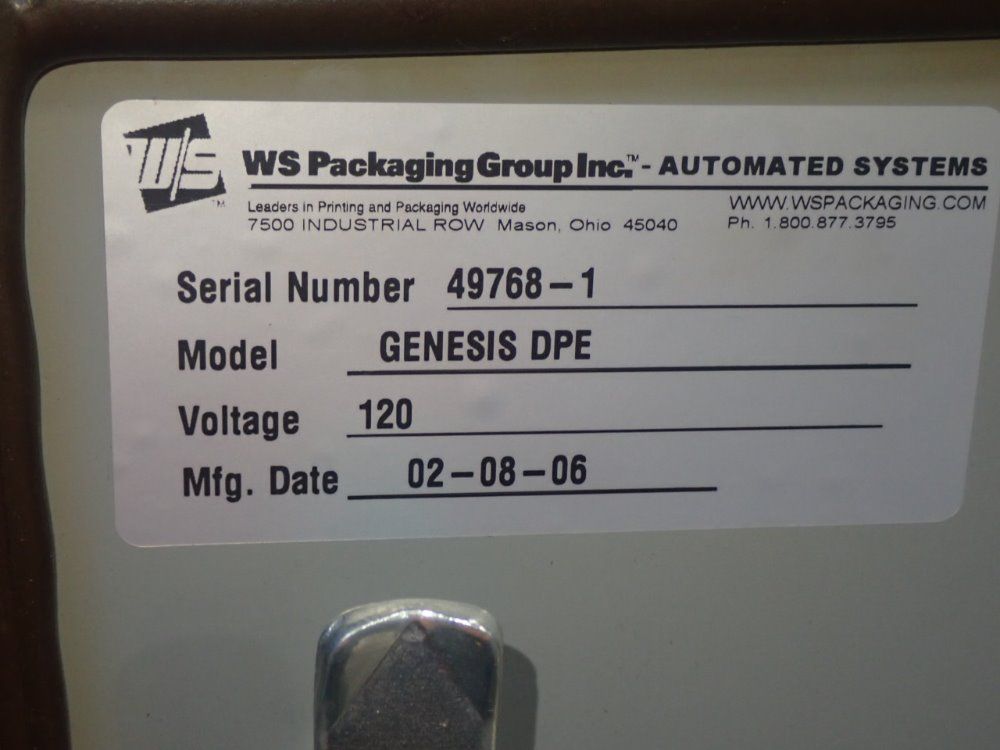 W/S TM
WS Packaging Group Inc.™ - AUTOMATED SYSTEMS
Leaders in Printing and Packaging Worldwide
WWW.WSPACKAGING.COM
7500 INDUSTRIAL ROW Mason, Ohio 45040
Ph. 1.800.877.3795
Serial Number 49768-1
Model GENESIS DPE
Voltage 120
Mfg. Date 02-08-06